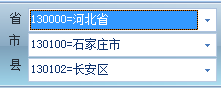 省 130000=河北省
市 130100=石家庄市
县 130102=长安区